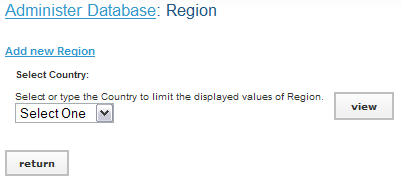 Administer Database: Region
Add new Region
Select Country:
Select or type the Country to limit the displayed values of Region.
Select One
view
return